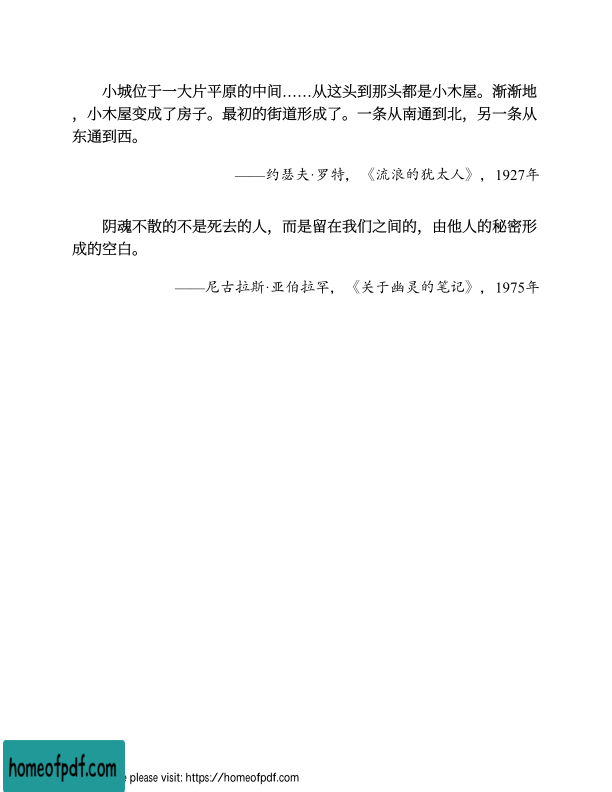 小城位于一大片平原的中间……从这头到那头都是小木屋。渐渐地
，小木屋变成了房子。最初的街道形成了。一条从南通到北，另一条从
东通到西。
——约瑟夫·罗特，《流浪的犹太人》，1927年
阴魂不散的不是死去的人，而是留在我们之间的，由他人的秘密形
成的空白。
——尼古拉斯·亚伯拉罕，《关于幽灵的笔记》，1975年
homeofpdf.com
e please visit: https://homeofpdf.com